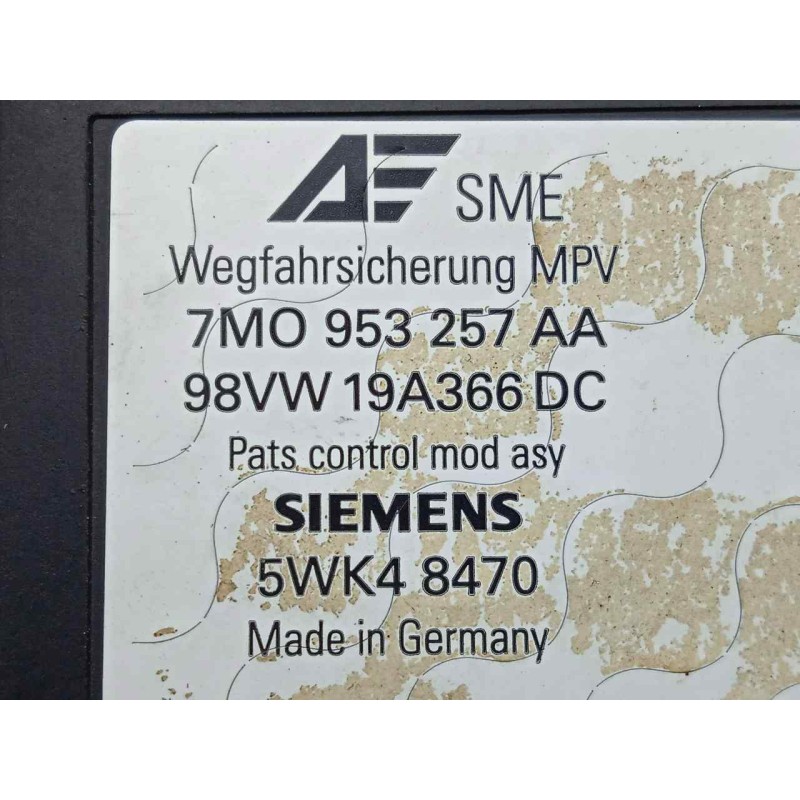 AE SME
Wegfahrsicherung MPV
7M0 953 257 AA
98VW 19A366 DC
Pats control mod asy
SIEMENS
5WK4 8470
Made in Germany